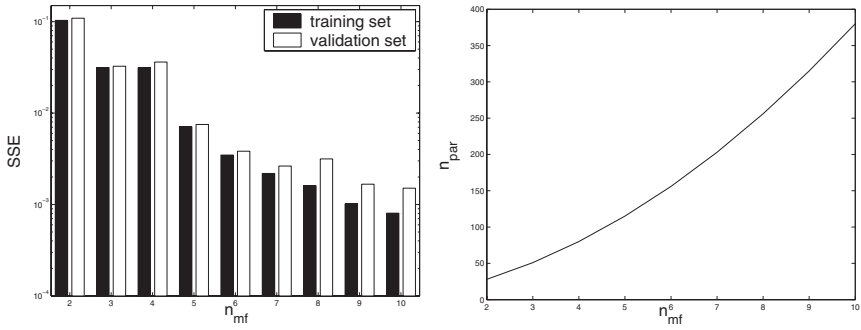 training set
validation set
SSE
10⁻¹
10⁻²
10⁻³
10⁻⁴
2 3 4 5 6 7 8 9 10
n_mf
n_par
400
350
300
250
200
150
100
50
0
2 3 4 5 6 7 8 9 10
n_mf